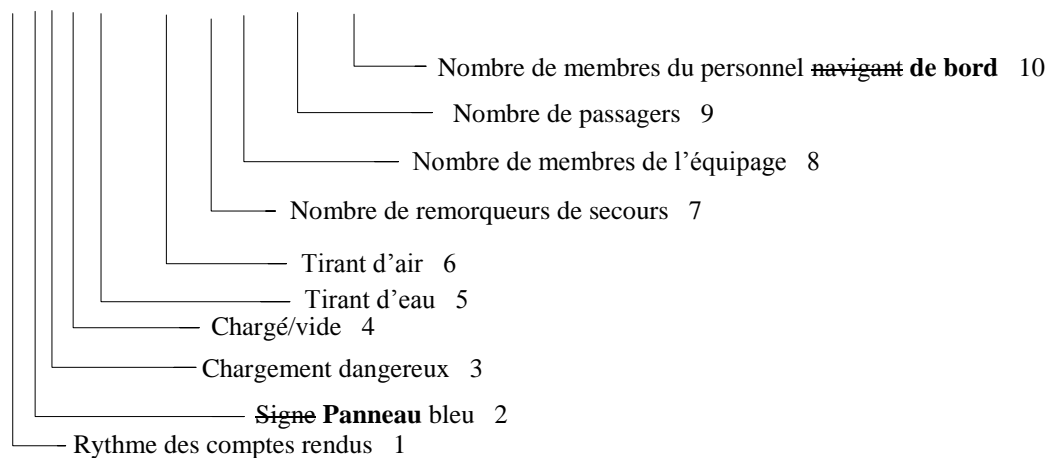 Nombre de membres du personnel navigant de bord 10
Nombre de passagers 9
Nombre de membres de l'équipage 8
Nombre de remorqueurs de secours 7
Tirant d'air 6
Tirant d'eau 5
Chargé/vide 4
Chargement dangereux 3
Signe Panneau bleu 2
Rythme des comptes rendus 1